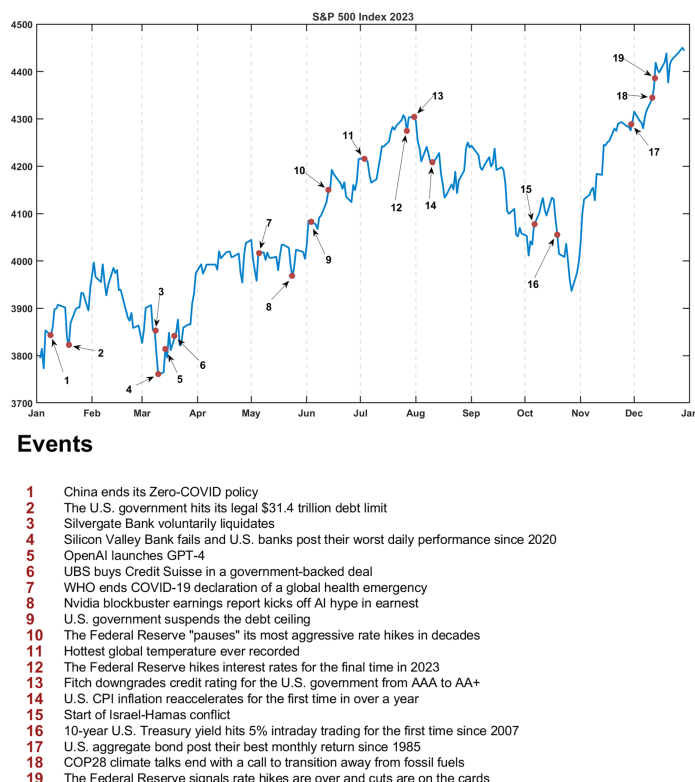 S&P 500 Index 2023
4500
4400
4300
4200
4100
4000
3900
3800
3700
Jan Feb Mar Apr May Jun Jul Aug Sep Oct Nov Dec Jan
1
2
3
4
5
6
7
8
9
10
11
12
13
14
15
16
17
18
19
Events
1 China ends its Zero-COVID policy
2 The U.S. government hits its legal $31.4 trillion debt limit
3 Silvergate Bank voluntarily liquidates
4 Silicon Valley Bank fails and U.S. banks post their worst daily performance since 2020
5 OpenAI launches GPT-4
6 UBS buys Credit Suisse in a government-backed deal
7 WHO ends COVID-19 declaration of a global health emergency
8 Nvidia blockbuster earnings report kicks off AI hype in earnest
9 U.S. government suspends the debt ceiling
10 The Federal Reserve "pauses" its most aggressive rate hikes in decades
11 Hottest global temperature ever recorded
12 The Federal Reserve hikes interest rates for the final time in 2023
13 Fitch downgrades credit rating for the U.S. government from AAA to AA+
14 U.S. CPI inflation reaccelerates for the first time in over a year
15 Start of Israel-Hamas conflict
16 10-year U.S. Treasury yield hits 5% intraday trading for the first time since 2007
17 U.S. aggregate bond post their best monthly return since 1985
18 COP28 climate talks end with a call to transition away from fossil fuels
19 The Federal Reserve signals rate hikes are over and cuts are on the cards